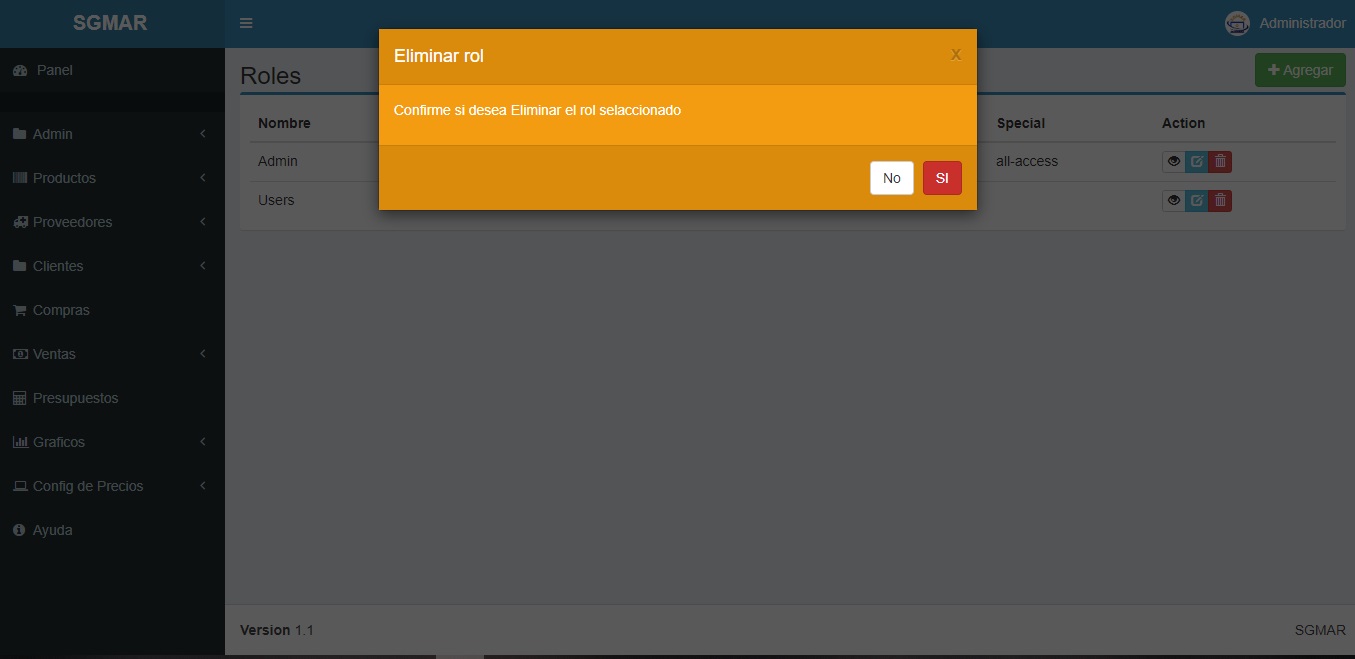 SGMAR
Administrador
Panel
Admin
Productos
Proveedores
Clientes
Compras
Ventas
Presupuestos
Graficos
Config de Precios
Ayuda
Roles
Agregar
Eliminar rol
X
Confirme si desea Eliminar el rol selaccionado
No SI
Nombre Special Action
Admin all-access
Users
Version 1.1 SGMAR